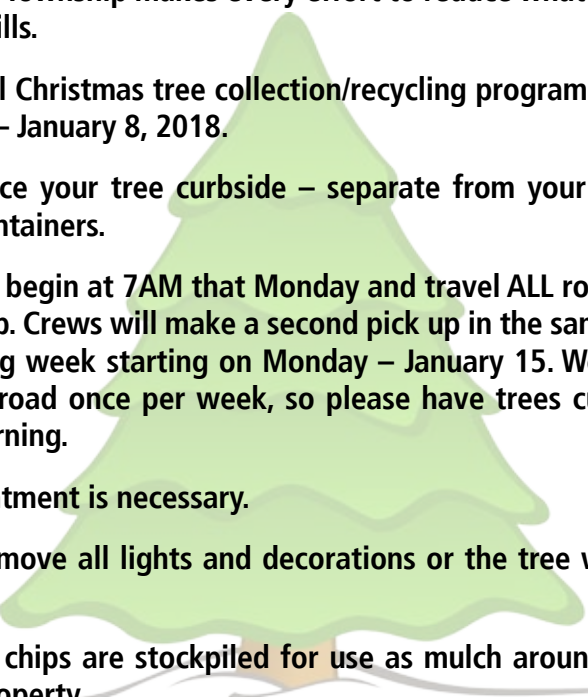 Township makes every effort to reduce what
ills.
l Christmas tree collection/recycling program
– January 8, 2018.
ce your tree curbside – separate from your
ntainers.
begin at 7AM that Monday and travel ALL ro
p. Crews will make a second pick up in the sa
g week starting on Monday – January 15. W
road once per week, so please have trees c
rning.
ntment is necessary.
move all lights and decorations or the tree
chips are stockpiled for use as mulch aroun
operty.